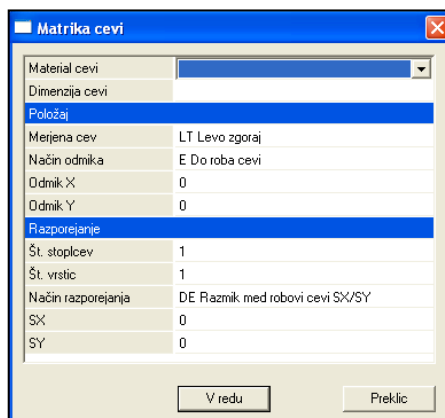 Matrika cevi
Material cevi
Dimenzija cevi
Položaj
Merjena cev LT Levo zgoraj
Način odmika E Do roba cevi
Odmik X 0
Odmik Y 0
Razporejanje
Št. stoplcev 1
Št. vrstic 1
Način razporejanja DE Razmik med robovi cevi SX/SY
SX 0
SY 0
V redu Preklic